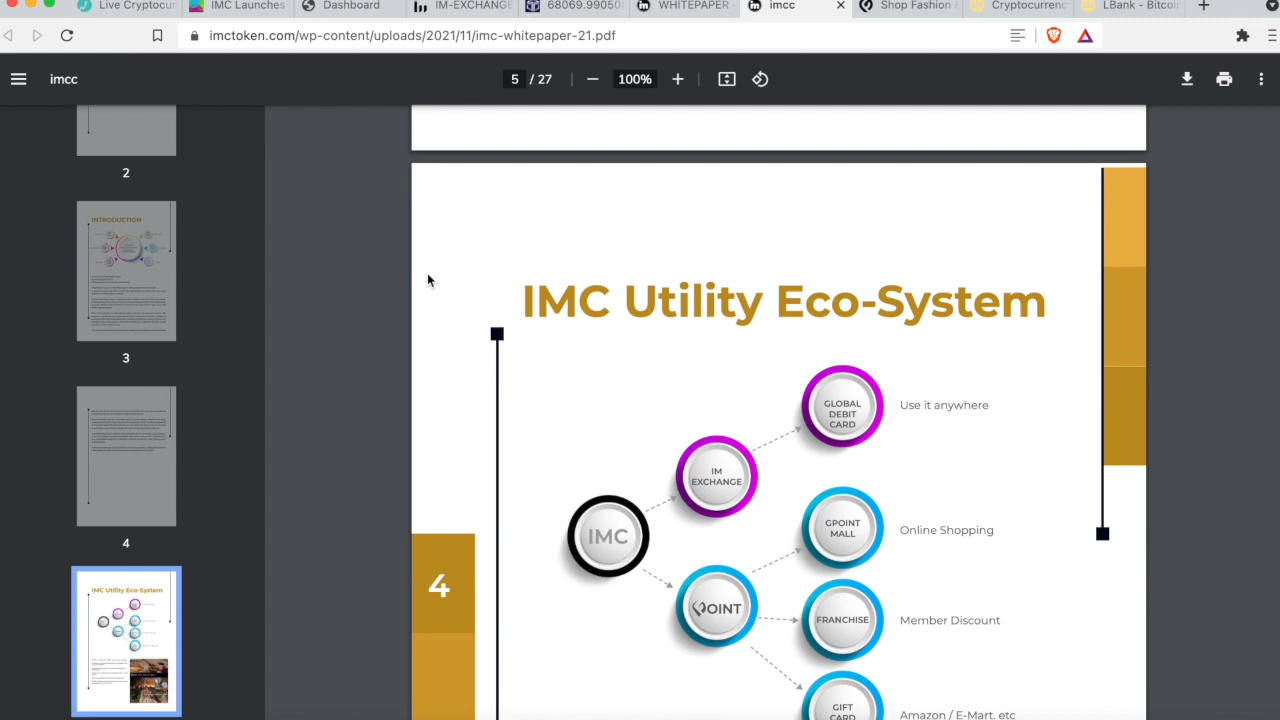 Live Cryptocur
IMC Launches
Dashboard
IM-EXCHANGE
68069.9905
WHITEPAPER
imcc
Shop Fashion &
Cryptocurrenc
LBank - Bitcoi
imctoken.com/wp-content/uploads/2021/11/imc-whitepaper-21.pdf
imcc
5 / 27
100%
2
INTRODUCTION
3
4
IMC Utility Eco-System
IMC Utility Eco-System
GLOBAL
DEBIT
CARD
Use it anywhere
IM
EXCHANGE
IMC
GPOINT
MALL
Online Shopping
4
OINT
FRANCHISE
Member Discount
GIFT
CARD
Amazon / E-Mart. etc